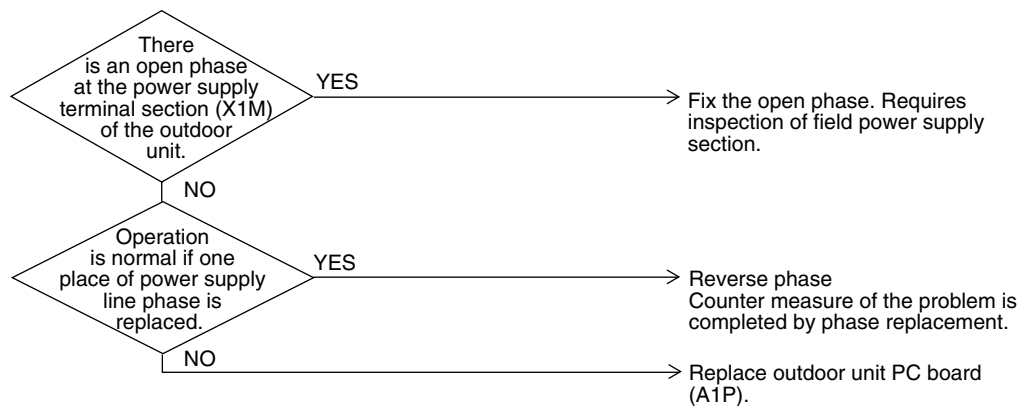 There
is an open phase
at the power supply
terminal section (X1M)
of the outdoor
unit.
YES
Fix the open phase. Requires
inspection of field power supply
section.
NO
Operation
is normal if one
place of power supply
line phase is
replaced.
YES
Reverse phase
Counter measure of the problem is
completed by phase replacement.
NO
Replace outdoor unit PC board
(A1P).